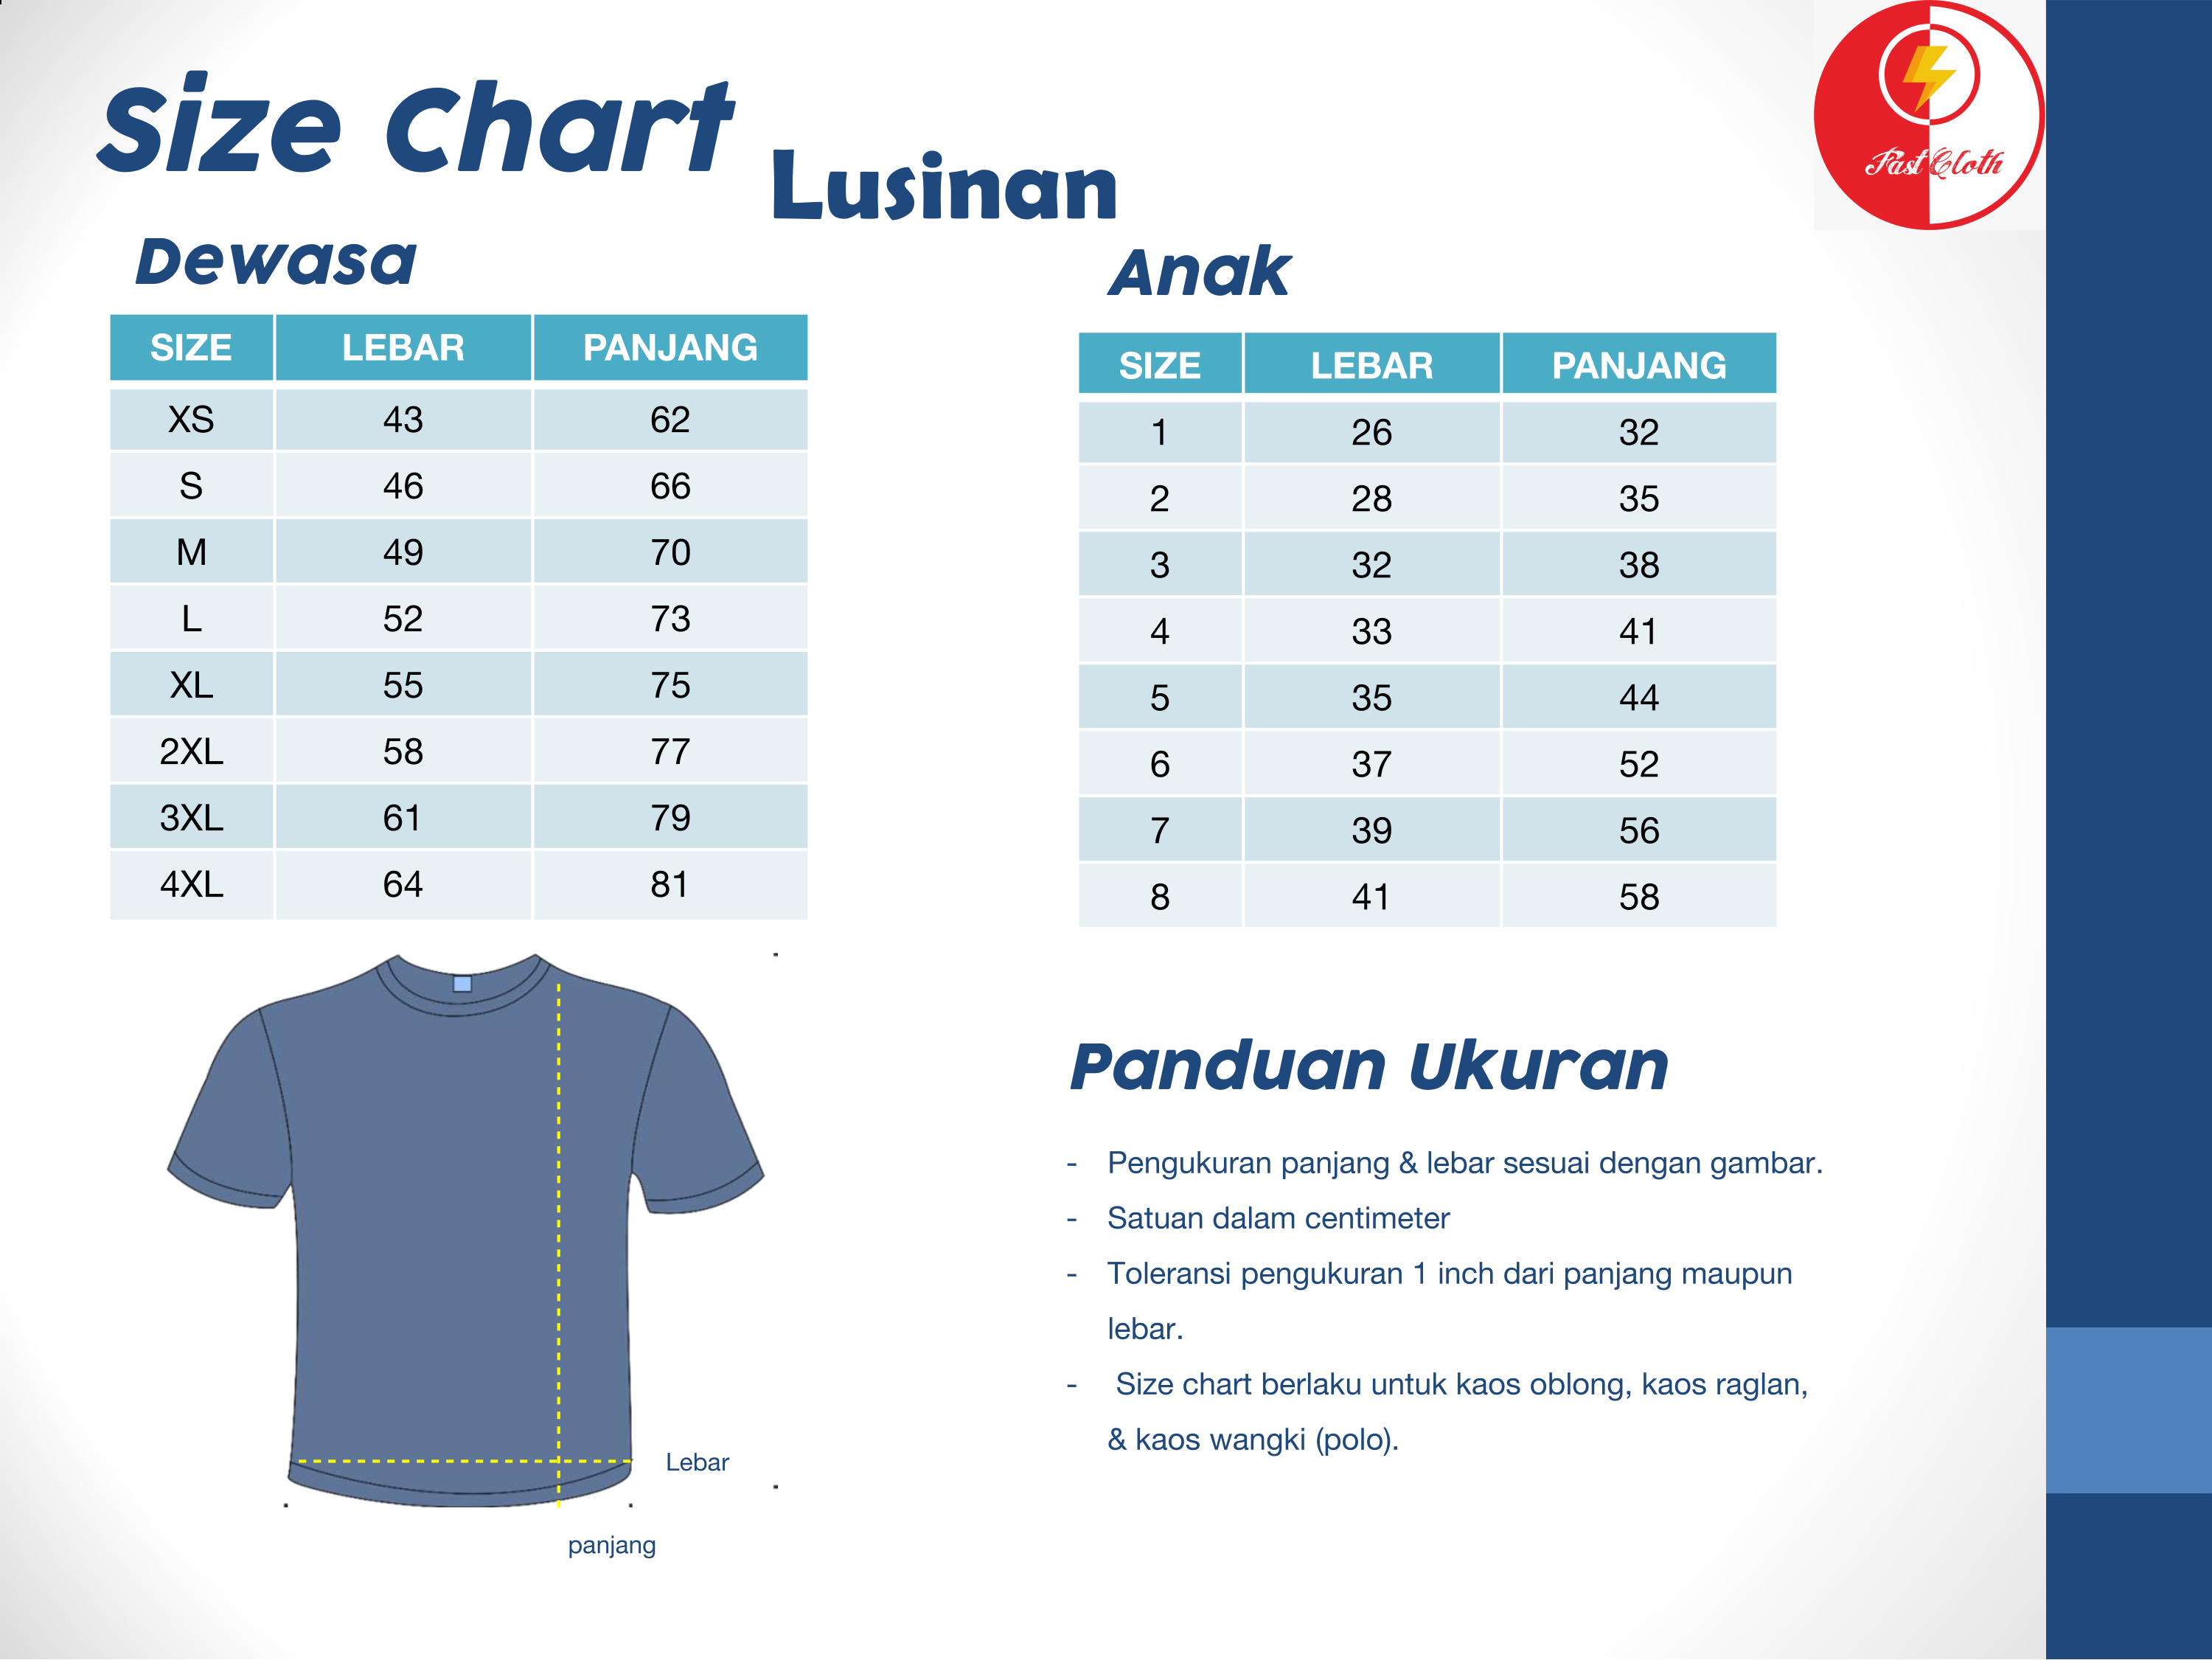 Size Chart Lusinan
Fast Cloth
Dewasa
SIZE LEBAR PANJANG
XS 43 62
S 46 66
M 49 70
L 52 73
XL 55 75
2XL 58 77
3XL 61 79
4XL 64 81
Anak
SIZE LEBAR PANJANG
1 26 32
2 28 35
3 32 38
4 33 41
5 35 44
6 37 52
7 39 56
8 41 58
Lebar
panjang
Panduan Ukuran
- Pengukuran panjang & lebar sesuai dengan gambar.
- Satuan dalam centimeter
- Toleransi pengukuran 1 inch dari panjang maupun
lebar.
- Size chart berlaku untuk kaos oblong, kaos raglan,
& kaos wangki (polo).